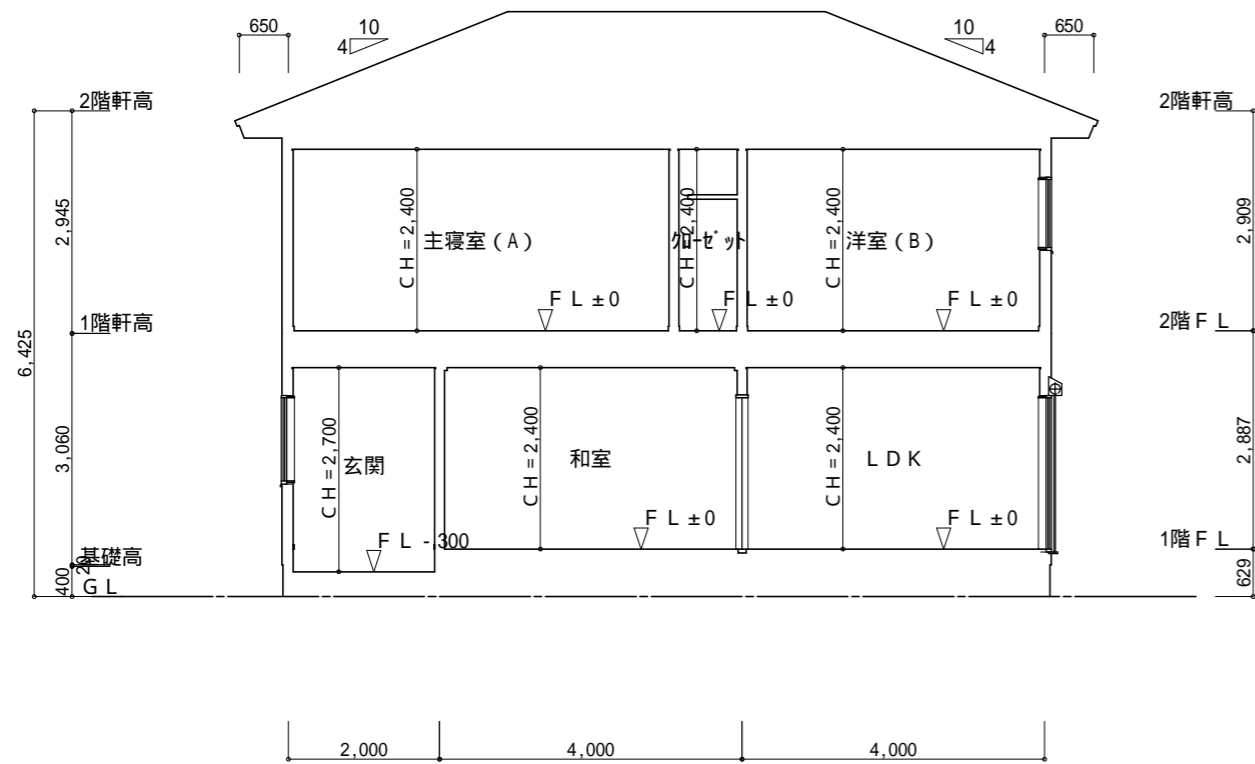 650
10
4
10
4
650
2階軒高
2階軒高
2,945
2,909
6,425
CH=2,400
主寝室（A）
CH=2,400
クローゼット
CH=2,400
洋室（B）
FL±0
FL±0
FL±0
1階軒高
2階FL
3,060
2,887
CH=2,700
玄関
CH=2,400
和室
CH=2,400
LDK
FL-300
FL±0
FL±0
基礎高
1階FL
20
400
629
GL
2,000
4,000
4,000